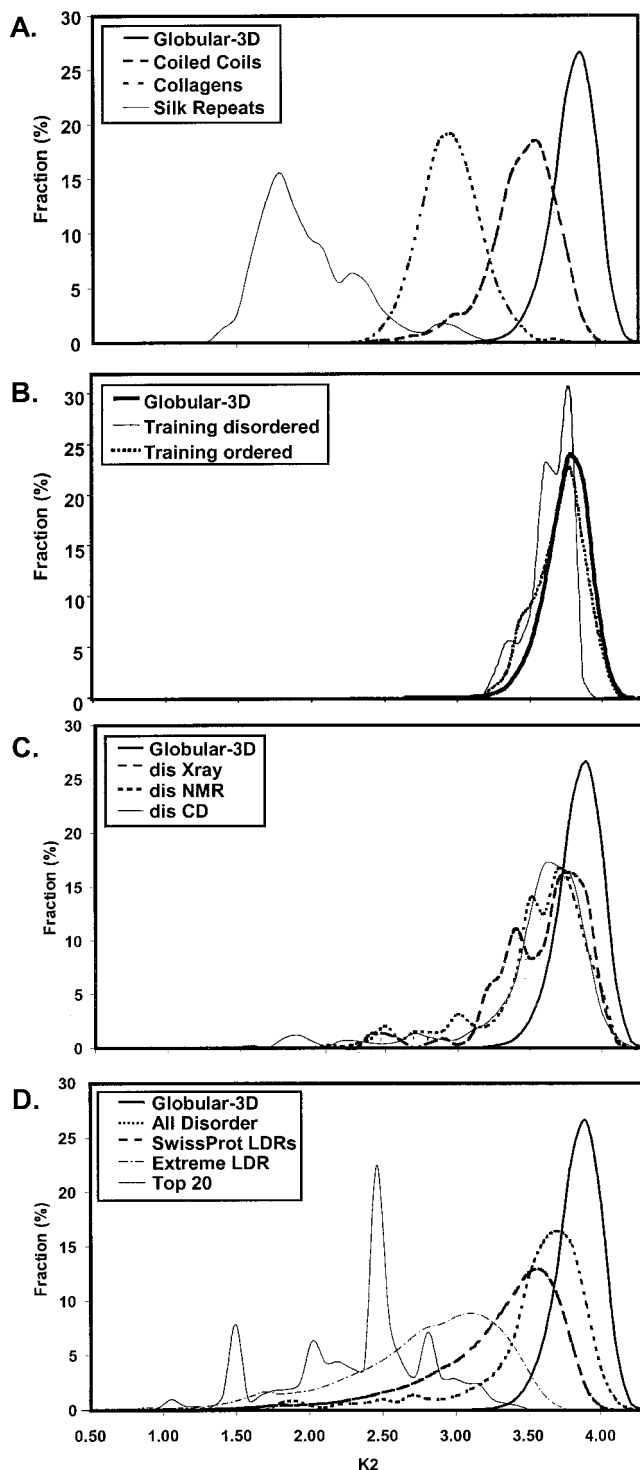 A.
Fraction (%)
30
25
20
15
10
5
0
Globular-3D
Coiled Coils
Collagens
Silk Repeats
B.
Fraction (%)
30
25
20
15
10
5
0
Globular-3D
Training disordered
Training ordered
C.
Fraction (%)
30
25
20
15
10
5
0
Globular-3D
dis Xray
dis NMR
dis CD
D.
Fraction (%)
30
25
20
15
10
5
0
Globular-3D
All Disorder
SwissProt LDRs
Extreme LDR
Top 20
0.50 1.00 1.50 2.00 2.50 3.00 3.50 4.00
K2